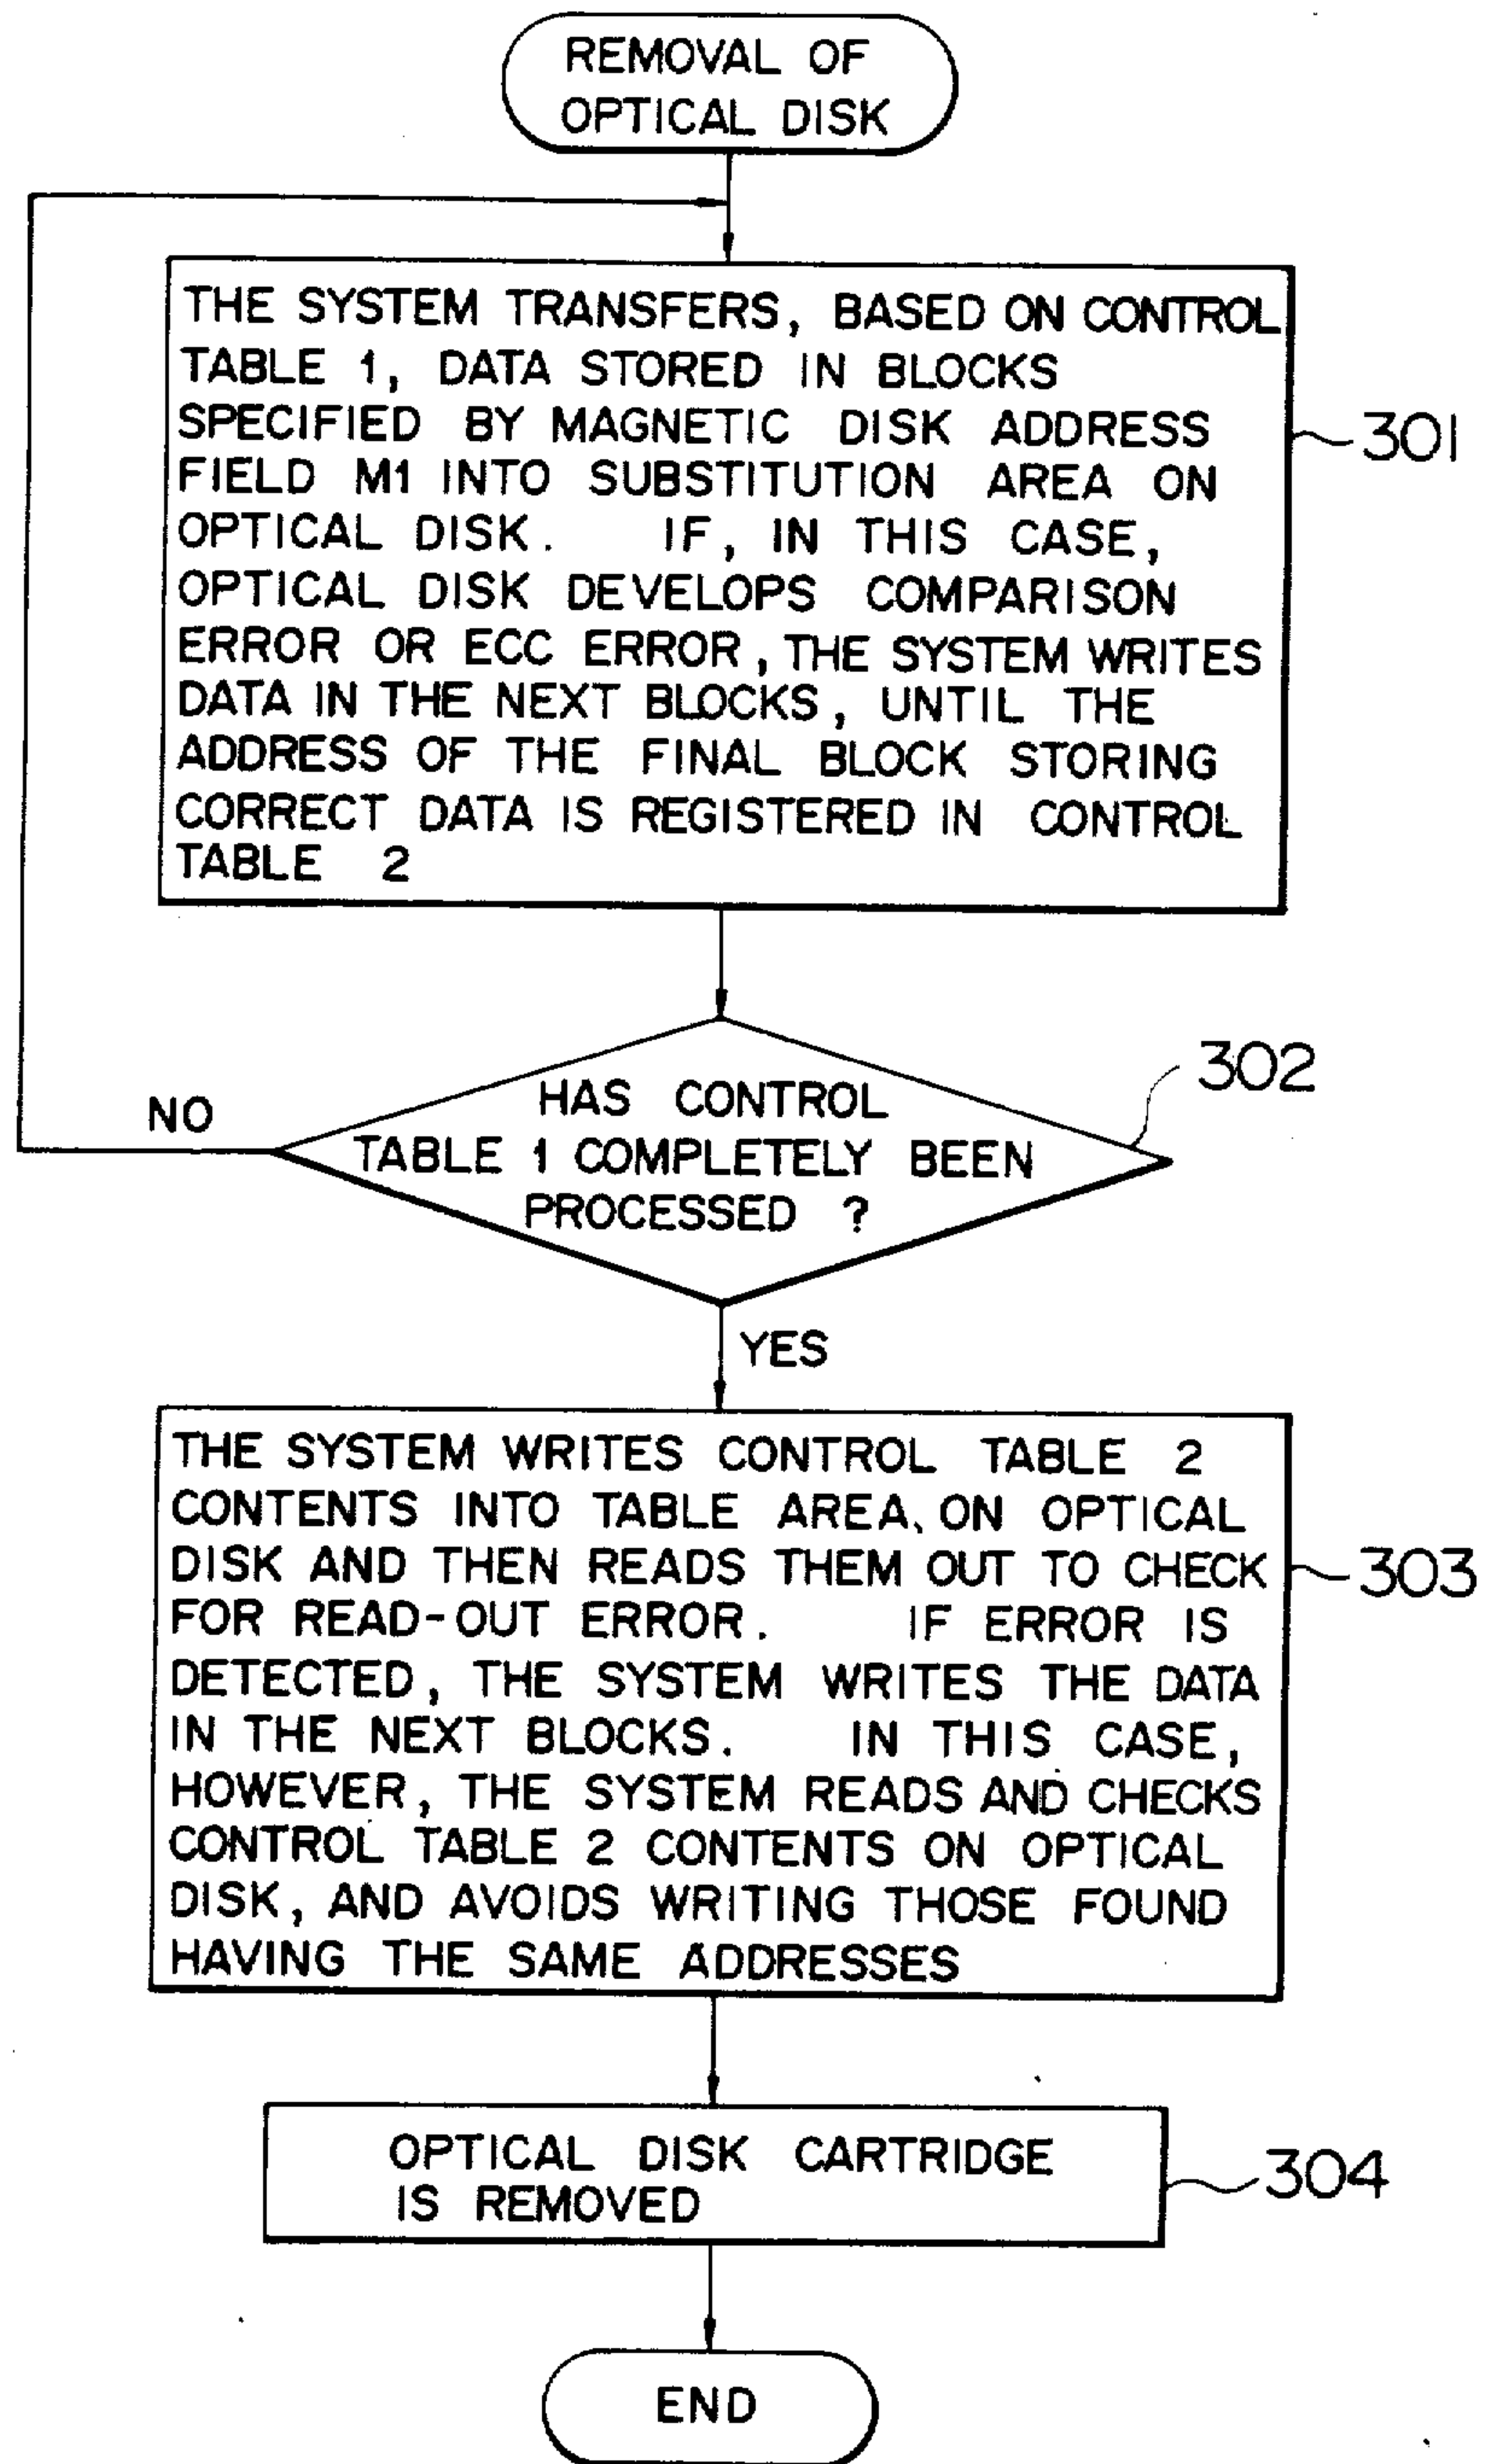 REMOVAL OF
OPTICAL DISK
THE SYSTEM TRANSFERS, BASED ON CONTROL
TABLE 1, DATA STORED IN BLOCKS
SPECIFIED BY MAGNETIC DISK ADDRESS
FIELD M1 INTO SUBSTITUTION AREA ON
OPTICAL DISK. IF, IN THIS CASE,
OPTICAL DISK DEVELOPS COMPARISON
ERROR OR ECC ERROR, THE SYSTEM WRITES
DATA IN THE NEXT BLOCKS, UNTIL THE
ADDRESS OF THE FINAL BLOCK STORING
CORRECT DATA IS REGISTERED IN CONTROL
TABLE 2
301
HAS CONTROL
TABLE 1 COMPLETELY BEEN
PROCESSED ?
302
NO
YES
THE SYSTEM WRITES CONTROL TABLE 2
CONTENTS INTO TABLE AREA, ON OPTICAL
DISK AND THEN READS THEM OUT TO CHECK
FOR READ-OUT ERROR. IF ERROR IS
DETECTED, THE SYSTEM WRITES THE DATA
IN THE NEXT BLOCKS. IN THIS CASE,
HOWEVER, THE SYSTEM READS AND CHECKS
CONTROL TABLE 2 CONTENTS ON OPTICAL
DISK, AND AVOIDS WRITING THOSE FOUND
HAVING THE SAME ADDRESSES
303
OPTICAL DISK CARTRIDGE
IS REMOVED
304
END